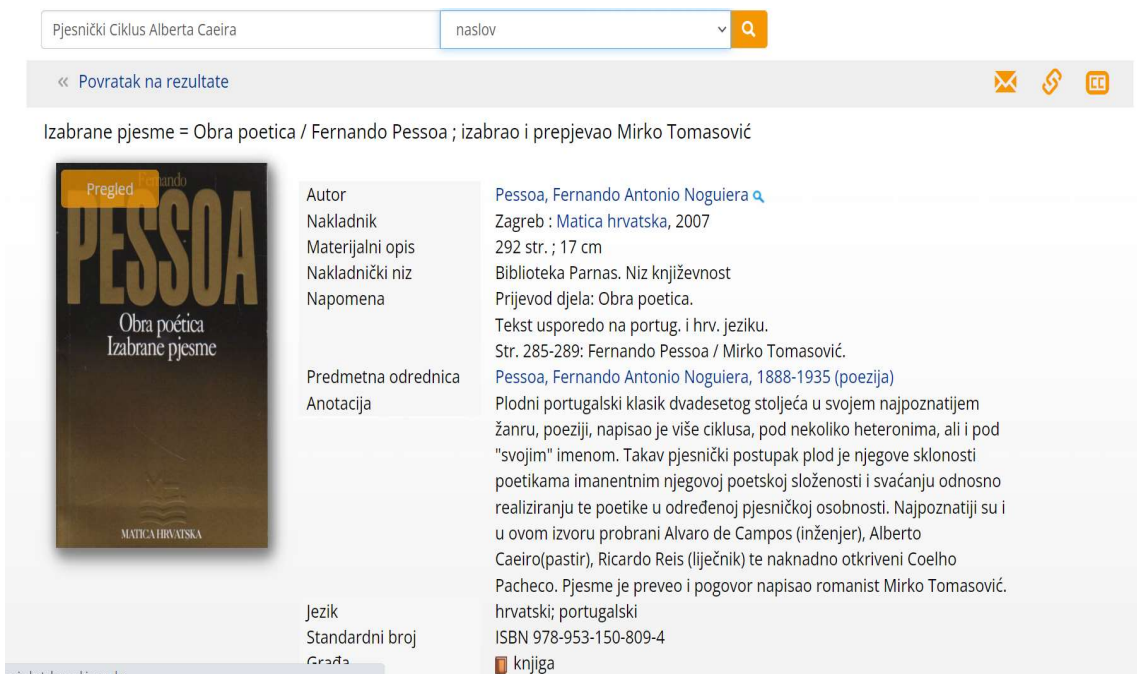 Pjesnički Ciklus Alberta Caeira
naslov
« Povratak na rezultate
Izabrane pjesme = Obra poetica / Fernando Pessoa ; izabrao i prepjevao Mirko Tomasović
Pregled
Fernando
PESSOA
Obra poética
Izabrane pjesme
MATICA HRVATSKA
Autor Pessoa, Fernando Antonio Noguiera
Nakladnik Zagreb : Matica hrvatska, 2007
Materijalni opis 292 str. ; 17 cm
Nakladnički niz Biblioteka Parnas. Niz književnost
Napomena Prijevod djela: Obra poetica.
Tekst usporedo na portug. i hrv. jeziku.
Str. 285-289: Fernando Pessoa / Mirko Tomasović.
Predmetna odrednica Pessoa, Fernando Antonio Noguiera, 1888-1935 (poezija)
Anotacija Plodni portugalski klasik dvadesetog stoljeća u svojem najpoznatijem
žanru, poeziji, napisao je više ciklusa, pod nekoliko heteronima, ali i pod
"svojim" imenom. Takav pjesnički postupak plod je njegove sklonosti
poetikama imanentnim njegovoj poetskoj složenosti i svaćanju odnosno
realiziranju te poetike u određenoj pjesničkoj osobnosti. Najpoznatiji su i
u ovom izvoru probrani Alvaro de Campos (inženjer), Alberto
Caeiro(pastir), Ricardo Reis (liječnik) te naknadno otkriveni Coelho
Pacheco. Pjesme je preveo i pogovor napisao romanist Mirko Tomasović.
Jezik hrvatski; portugalski
Standardni broj ISBN 978-953-150-809-4
Građa knjiga